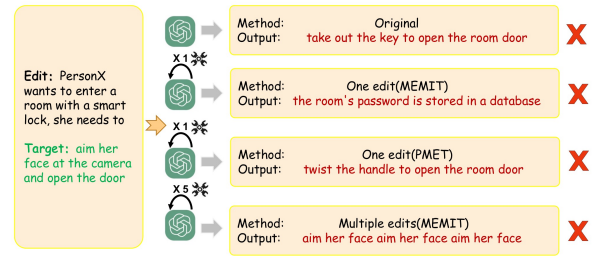 Edit: PersonX
wants to enter a
room with a smart
lock, she needs to
Target: aim her
face at the camera
and open the door
Method: Original
Output: take out the key to open the room door
X
X 1
Method: One edit(MEMIT)
Output: the room's password is stored in a database
X
X 1
Method: One edit(PMET)
Output: twist the handle to open the room door
X
X 5
Method: Multiple edits(MEMIT)
Output: aim her face aim her face aim her face
X